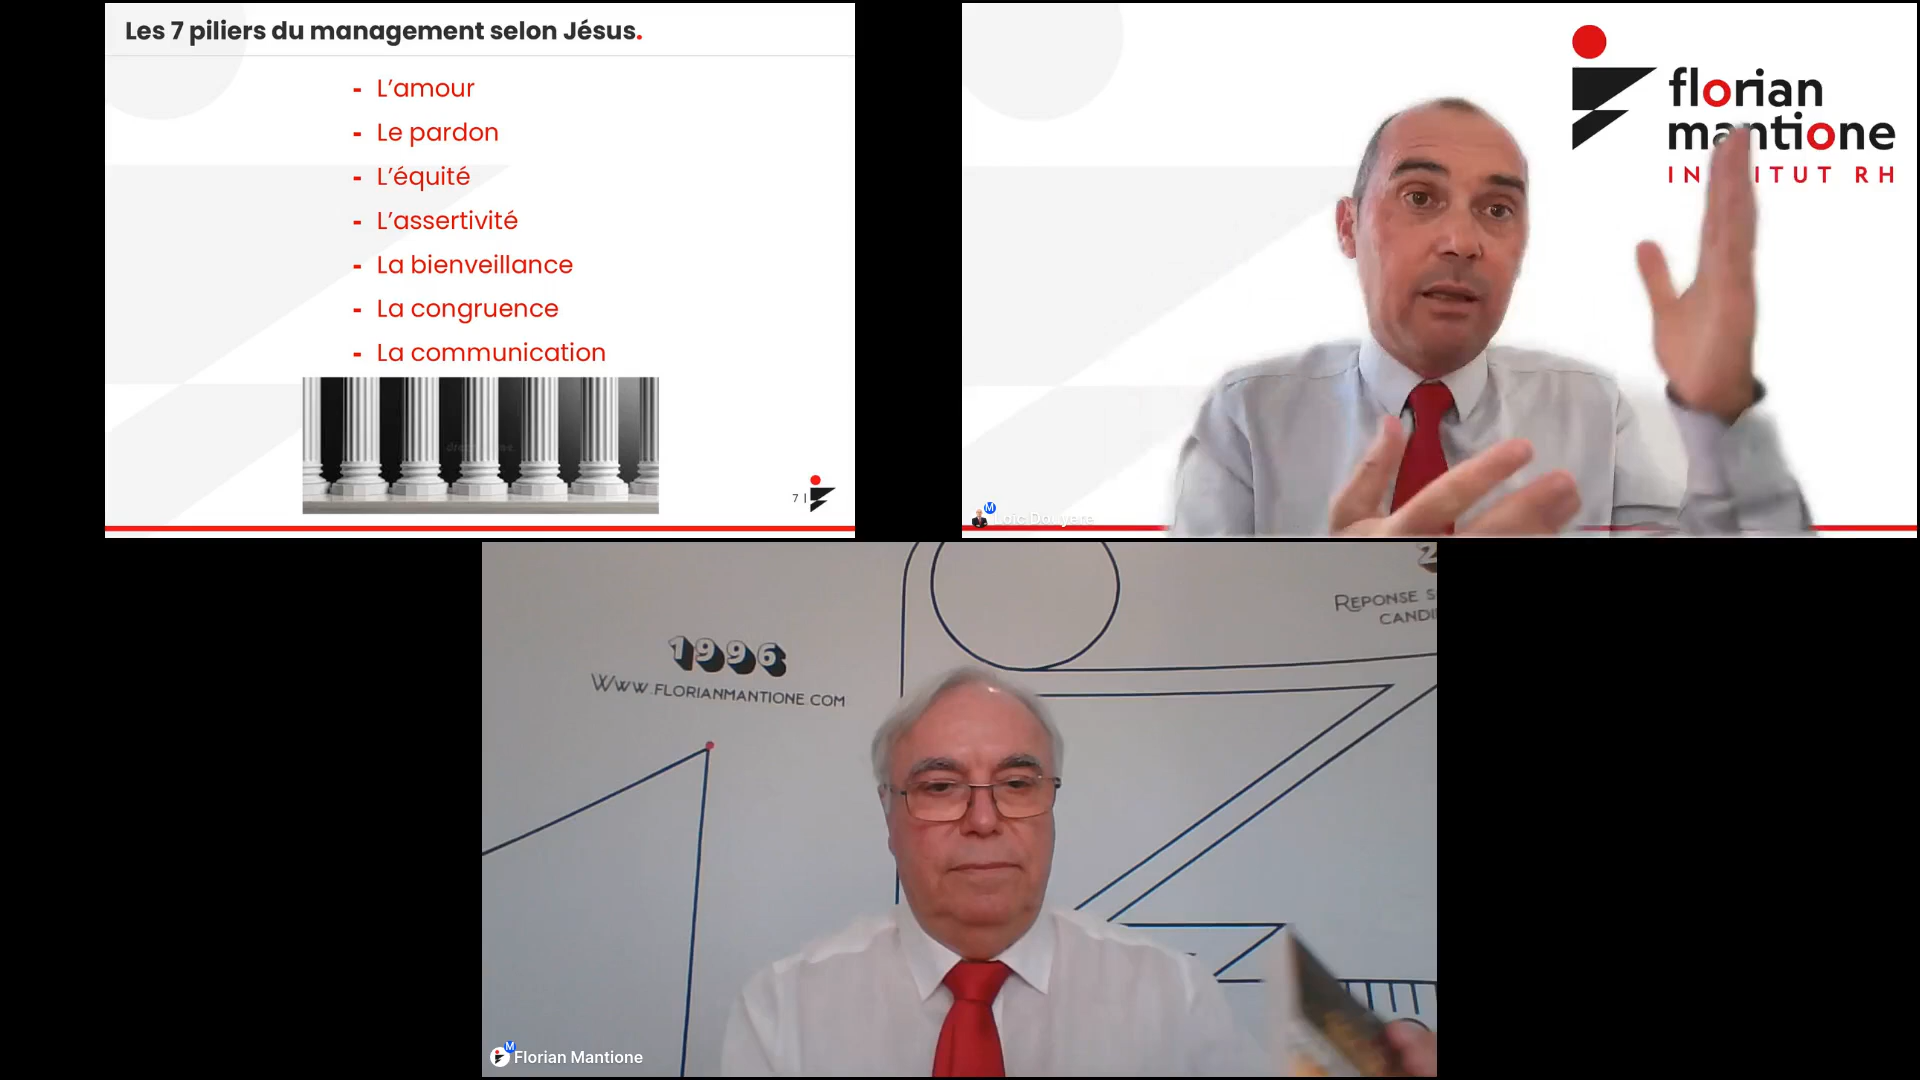 Les 7 piliers du management selon Jésus.
- L'amour
- Le pardon
- L'équité
- L'assertivité
- La bienveillance
- La congruence
- La communication
7 |
florian
mantione
INSTITUT RH
M
1996
WWW.FLORIANMANTIONE.COM
REPONSE
CANDI
M
Florian Mantione